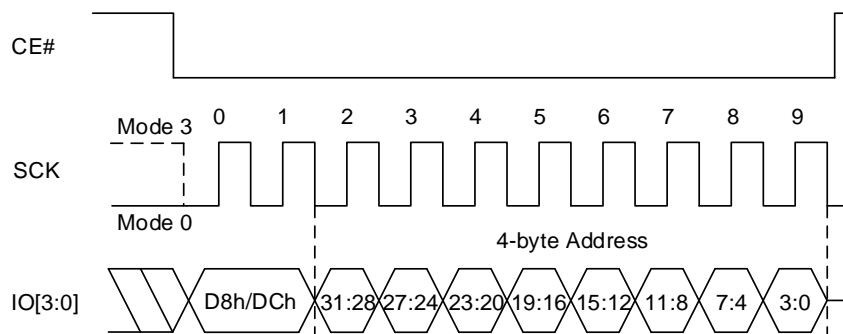 CE#
Mode 3 0 1 2 3 4 5 6 7 8 9
SCK
Mode 0
4-byte Address
IO[3:0] D8h/DCh 31:28 27:24 23:20 19:16 15:12 11:8 7:4 3:0